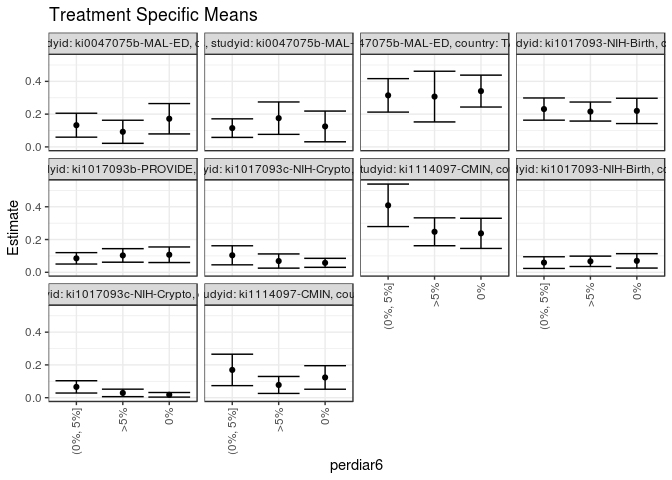 Treatment Specific Means
dyid: ki0047075b-MAL-ED,
, studyid: ki0047075b-MAL-
47075b-MAL-ED, country: T
dyid: ki1017093-NIH-Birth,
0.4
0.2
0.0
dyid: ki1017093b-PROVIDE,
yid: ki1017093c-NIH-Crypto,
tudyid: ki1114097-CMIN, co
dyid: ki1017093-NIH-Birth, c
0.4
0.2
0.0
Estimate
(0%, 5%]
>5%
0%
(0%, 5%]
>5%
0%
yid: ki1017093c-NIH-Crypto,
udyid: ki1114097-CMIN, cou
0.4
0.2
0.0
(0%, 5%]
>5%
0%
(0%, 5%]
>5%
0%
perdiar6